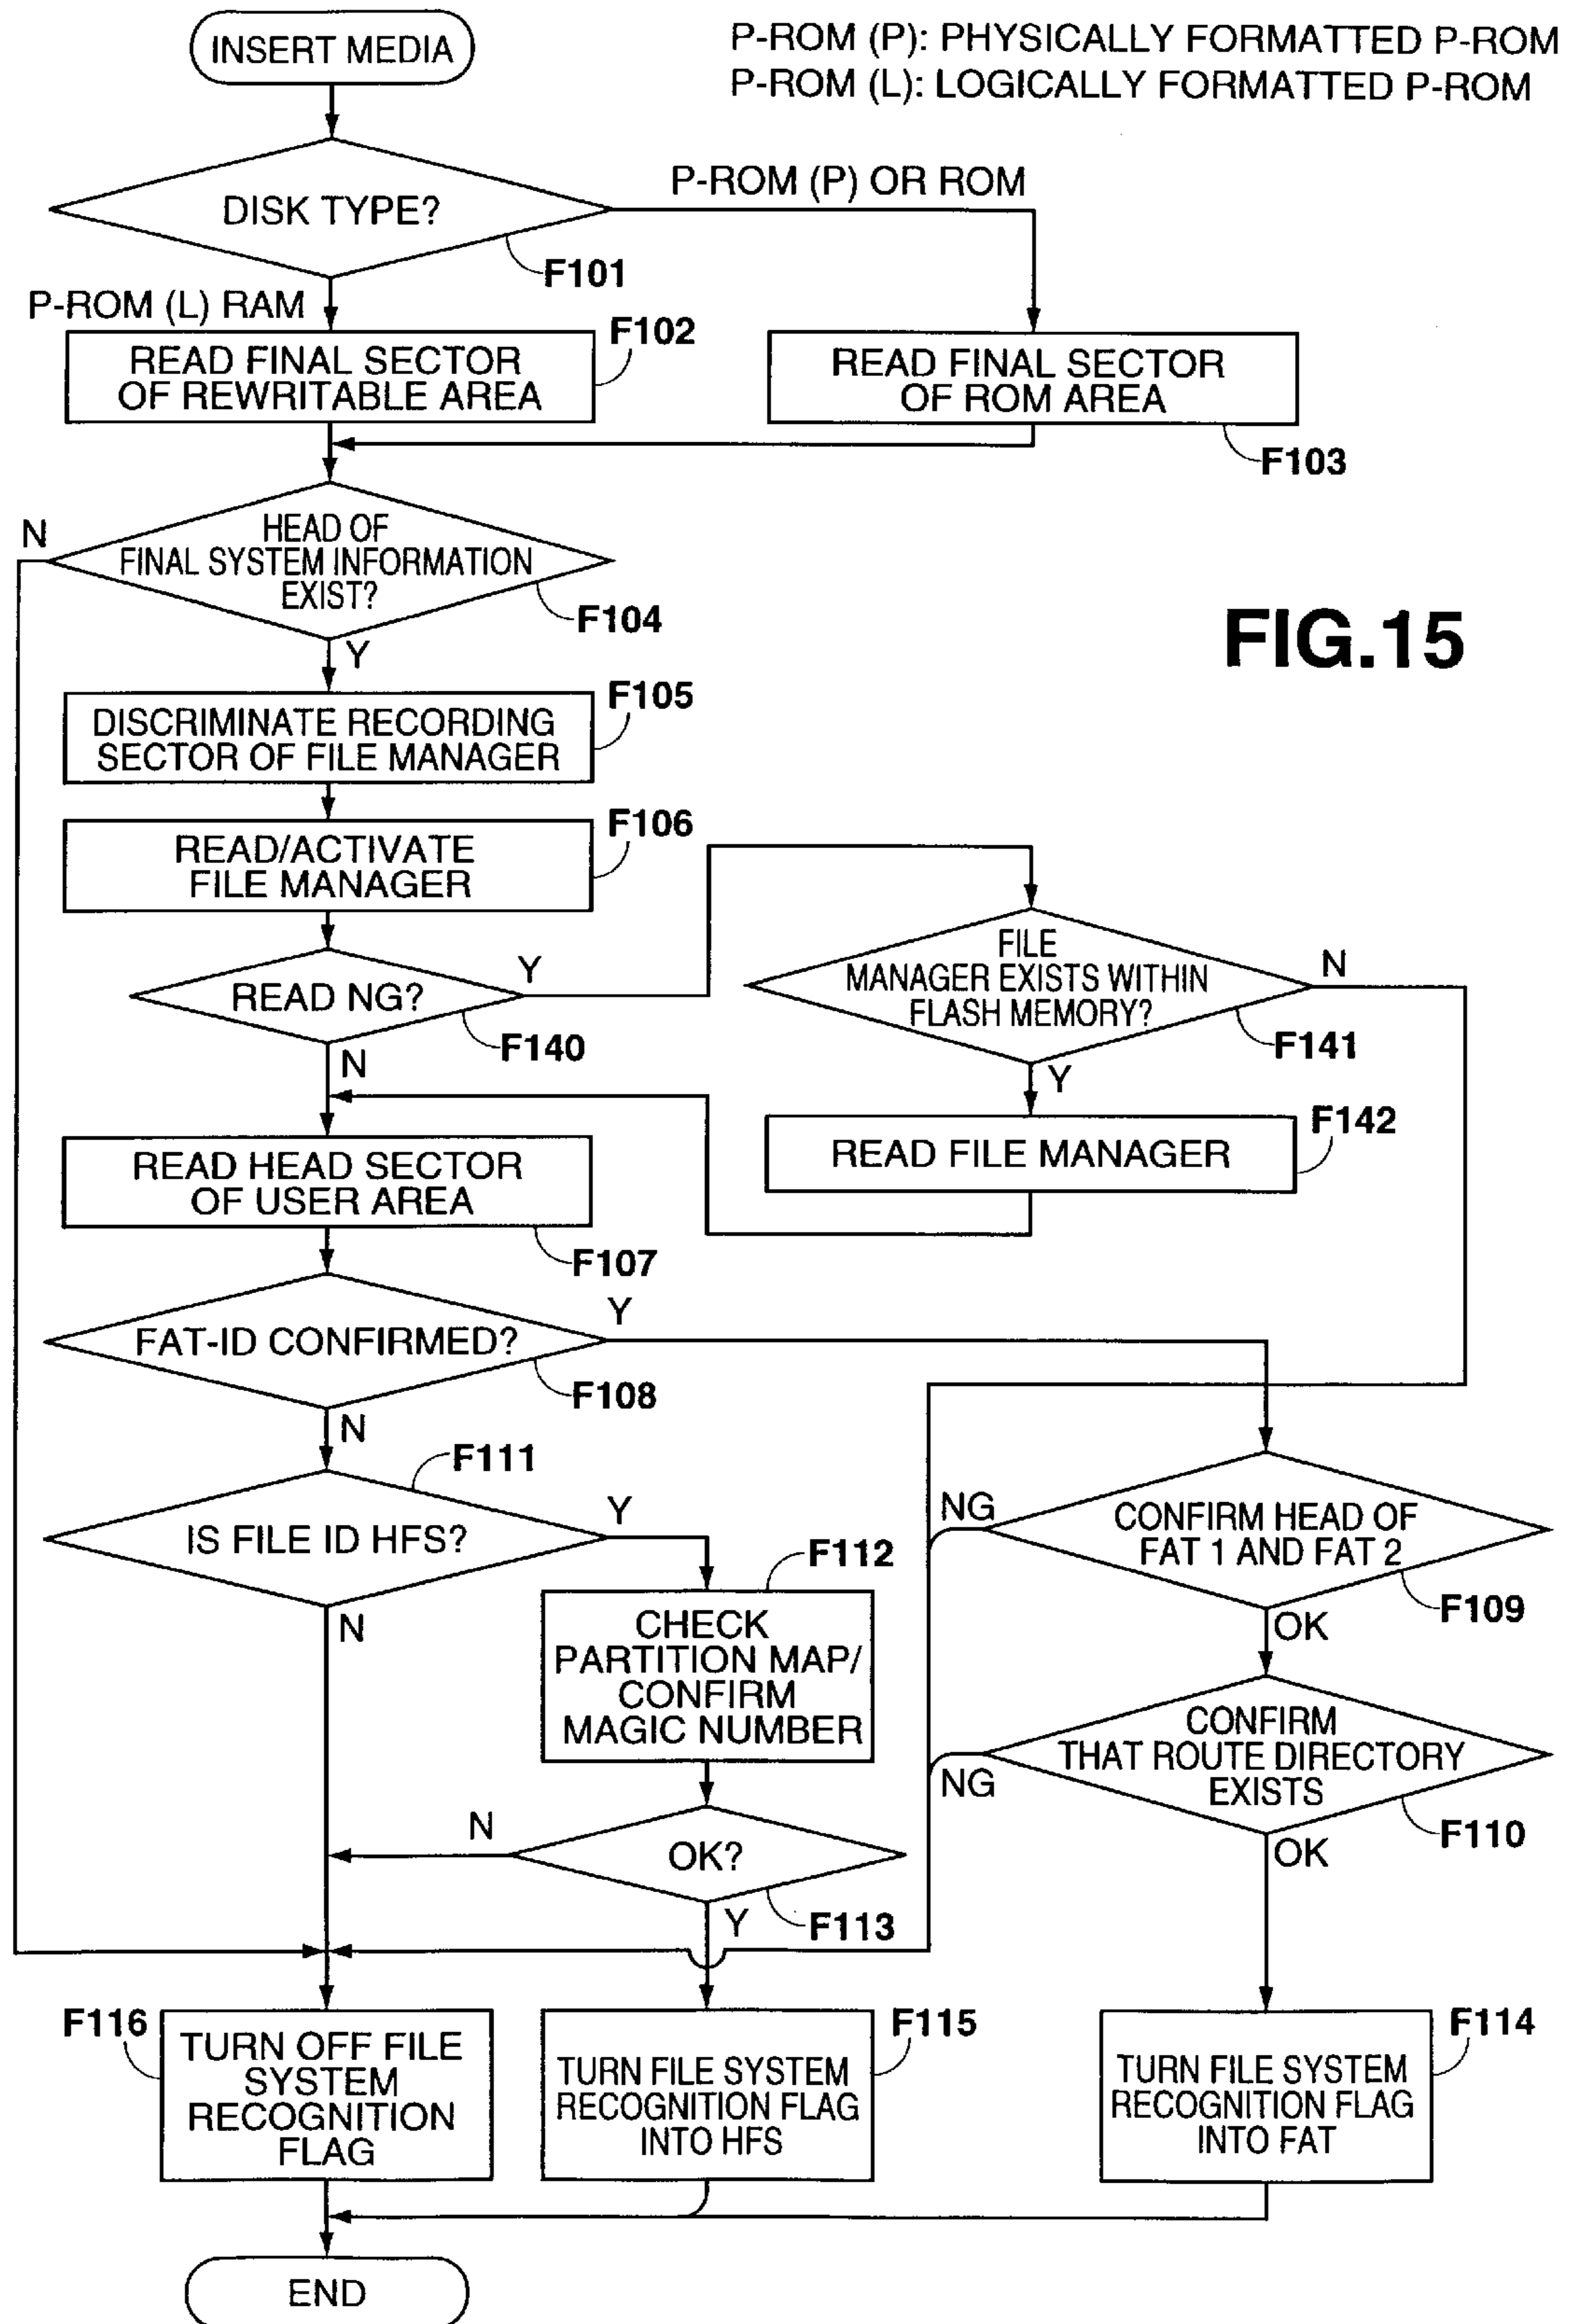 INSERT MEDIA
P-ROM (P): PHYSICALLY FORMATTED P-ROM
P-ROM (L): LOGICALLY FORMATTED P-ROM
DISK TYPE?
P-ROM (P) OR ROM
F101
P-ROM (L) RAM
READ FINAL SECTOR
OF REWRITABLE AREA
F102
READ FINAL SECTOR
OF ROM AREA
F103
N
HEAD OF
FINAL SYSTEM INFORMATION
EXIST?
F104
Y
FIG.15
DISCRIMINATE RECORDING
SECTOR OF FILE MANAGER
F105
READ/ACTIVATE
FILE MANAGER
F106
READ NG?
Y
F140
N
FILE
MANAGER EXISTS WITHIN
FLASH MEMORY?
N
F141
Y
READ FILE MANAGER
F142
READ HEAD SECTOR
OF USER AREA
F107
FAT-ID CONFIRMED?
Y
F108
N
F111
IS FILE ID HFS?
Y
N
F112
CHECK
PARTITION MAP/
CONFIRM
MAGIC NUMBER
NG
CONFIRM HEAD OF
FAT 1 AND FAT 2
F109
OK
CONFIRM
THAT ROUTE DIRECTORY
EXISTS
NG
F110
OK
N
OK?
F113
Y
F116
TURN OFF FILE
SYSTEM
RECOGNITION
FLAG
F115
TURN FILE SYSTEM
RECOGNITION FLAG
INTO HFS
F114
TURN FILE SYSTEM
RECOGNITION FLAG
INTO FAT
END